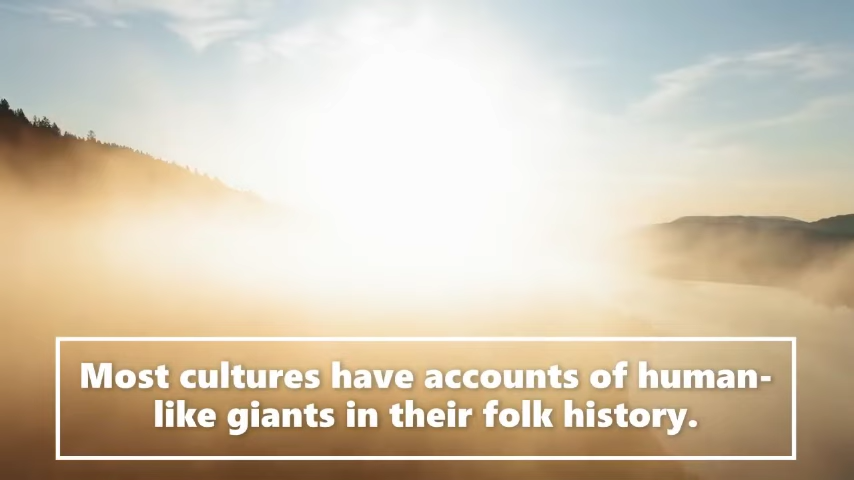 Most cultures have accounts of human-
like giants in their folk history.